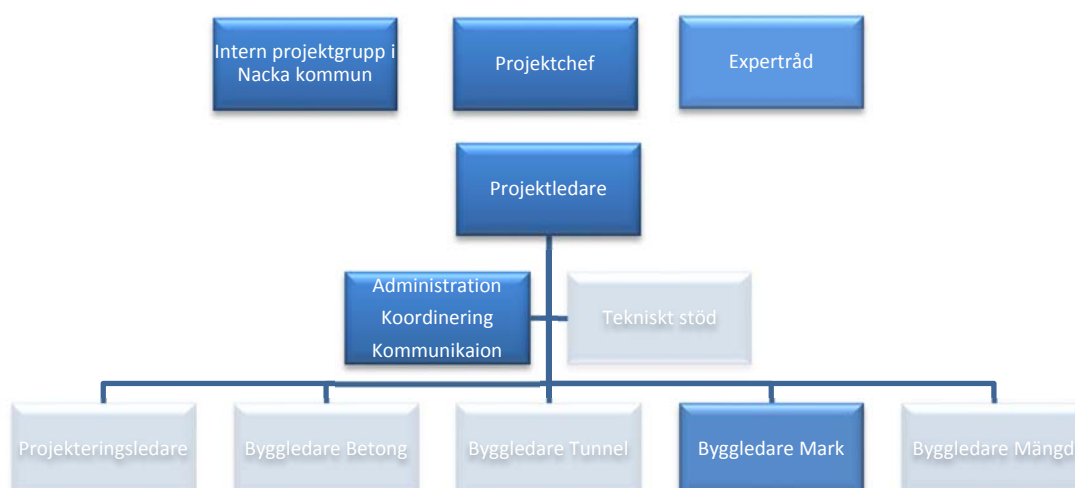 Intern projektgrupp i
Nacka kommun
Projektchef
Expertråd
Projektledare
Administration
Koordinering
Kommunikaion
Tekniskt stöd
Projekteringsledare
Byggledare Betong
Byggledare Tunnel
Byggledare Mark
Byggledare Mängd